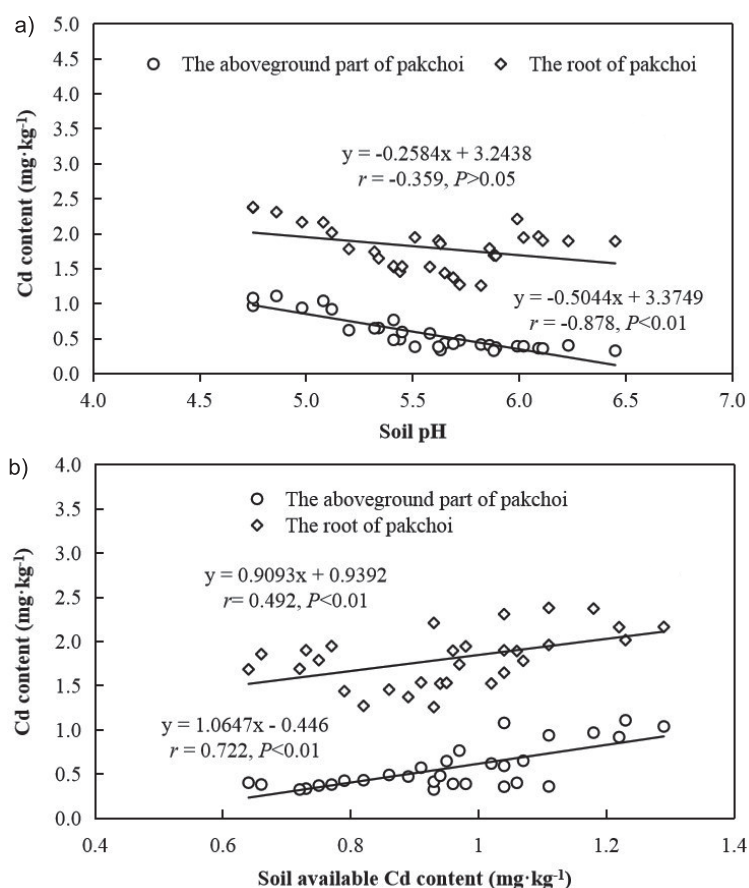 a)
5.0
4.5
4.0
3.5
3.0
2.5
2.0
1.5
1.0
0.5
0.0
Cd content (mg·kg⁻¹)
The aboveground part of pakchoi The root of pakchoi
y = -0.2584x + 3.2438
r = -0.359, P>0.05
y = -0.5044x + 3.3749
r = -0.878, P<0.01
4.0 4.5 5.0 5.5 6.0 6.5 7.0
Soil pH
b)
4.0
3.5
3.0
2.5
2.0
1.5
1.0
0.5
0.0
Cd content (mg·kg⁻¹)
The aboveground part of pakchoi
The root of pakchoi
y = 0.9093x + 0.9392
r= 0.492, P<0.01
y = 1.0647x - 0.446
r = 0.722, P<0.01
0.4 0.6 0.8 1 1.2 1.4
Soil available Cd content (mg·kg⁻¹)